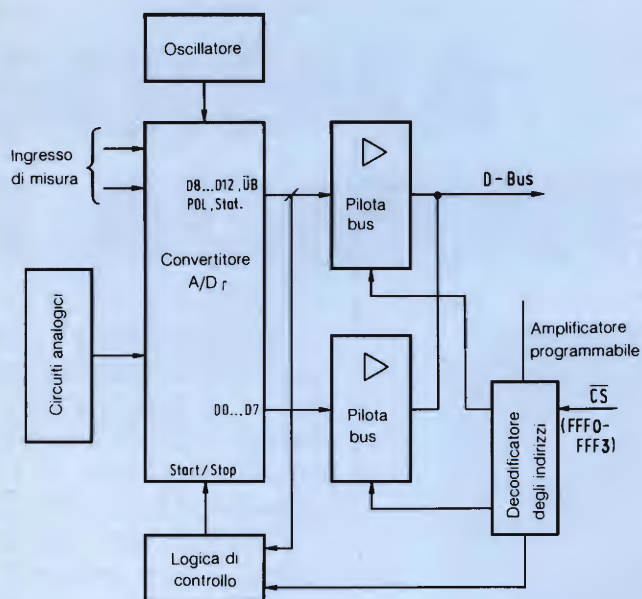 Oscillatore
Ingresso
di misura
D8...D12, ÜB
POL, Stat.
Convertitore
A/D r
D0...D7
Start/Stop
Circuiti analogici
Pilota
bus
D-Bus
Pilota
bus
Amplificatore
programmabile
C̅S̅
(FFF0-
FFF3)
Decodificatore
degli indirizzi
Logica di
controllo